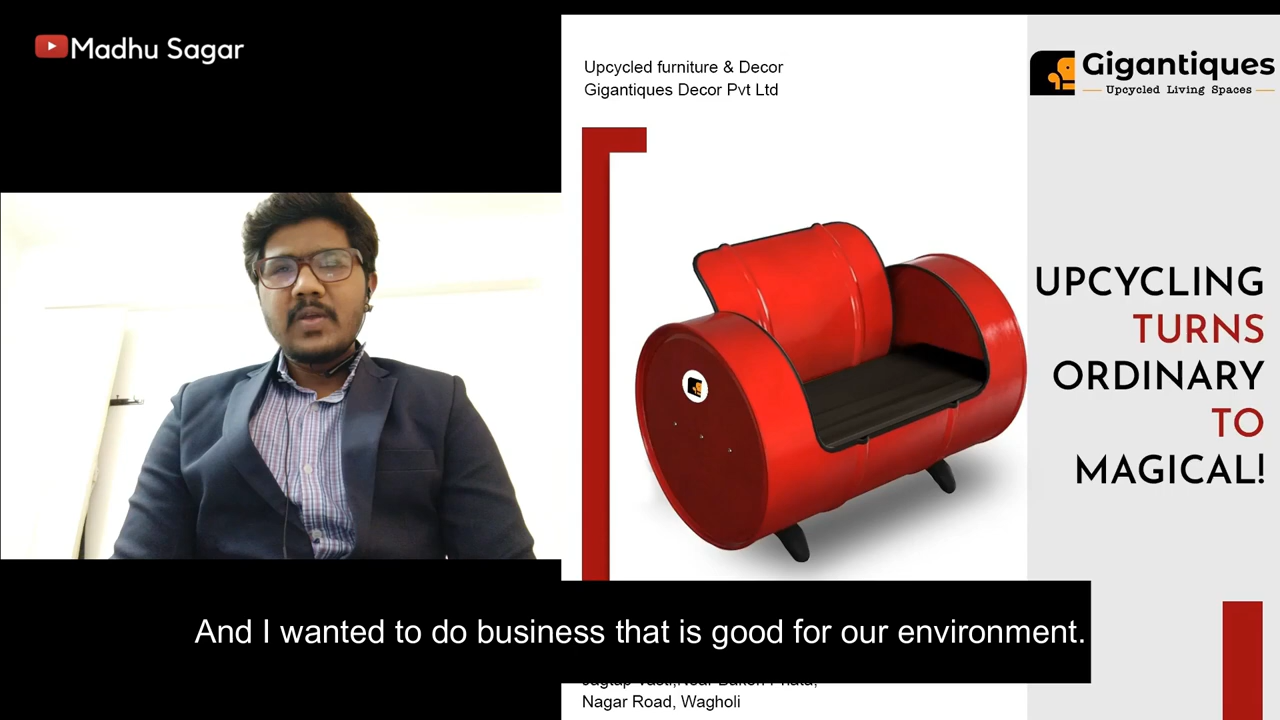 Madhu Sagar
Upcycled furniture & Decor
Gigantiques Decor Pvt Ltd
Gigantiques
Upcycled Living Spaces
UPCYCLING
TURNS
ORDINARY
TO
MAGICAL!
And I wanted to do business that is good for our environment.
Nagar Road, Wagholi